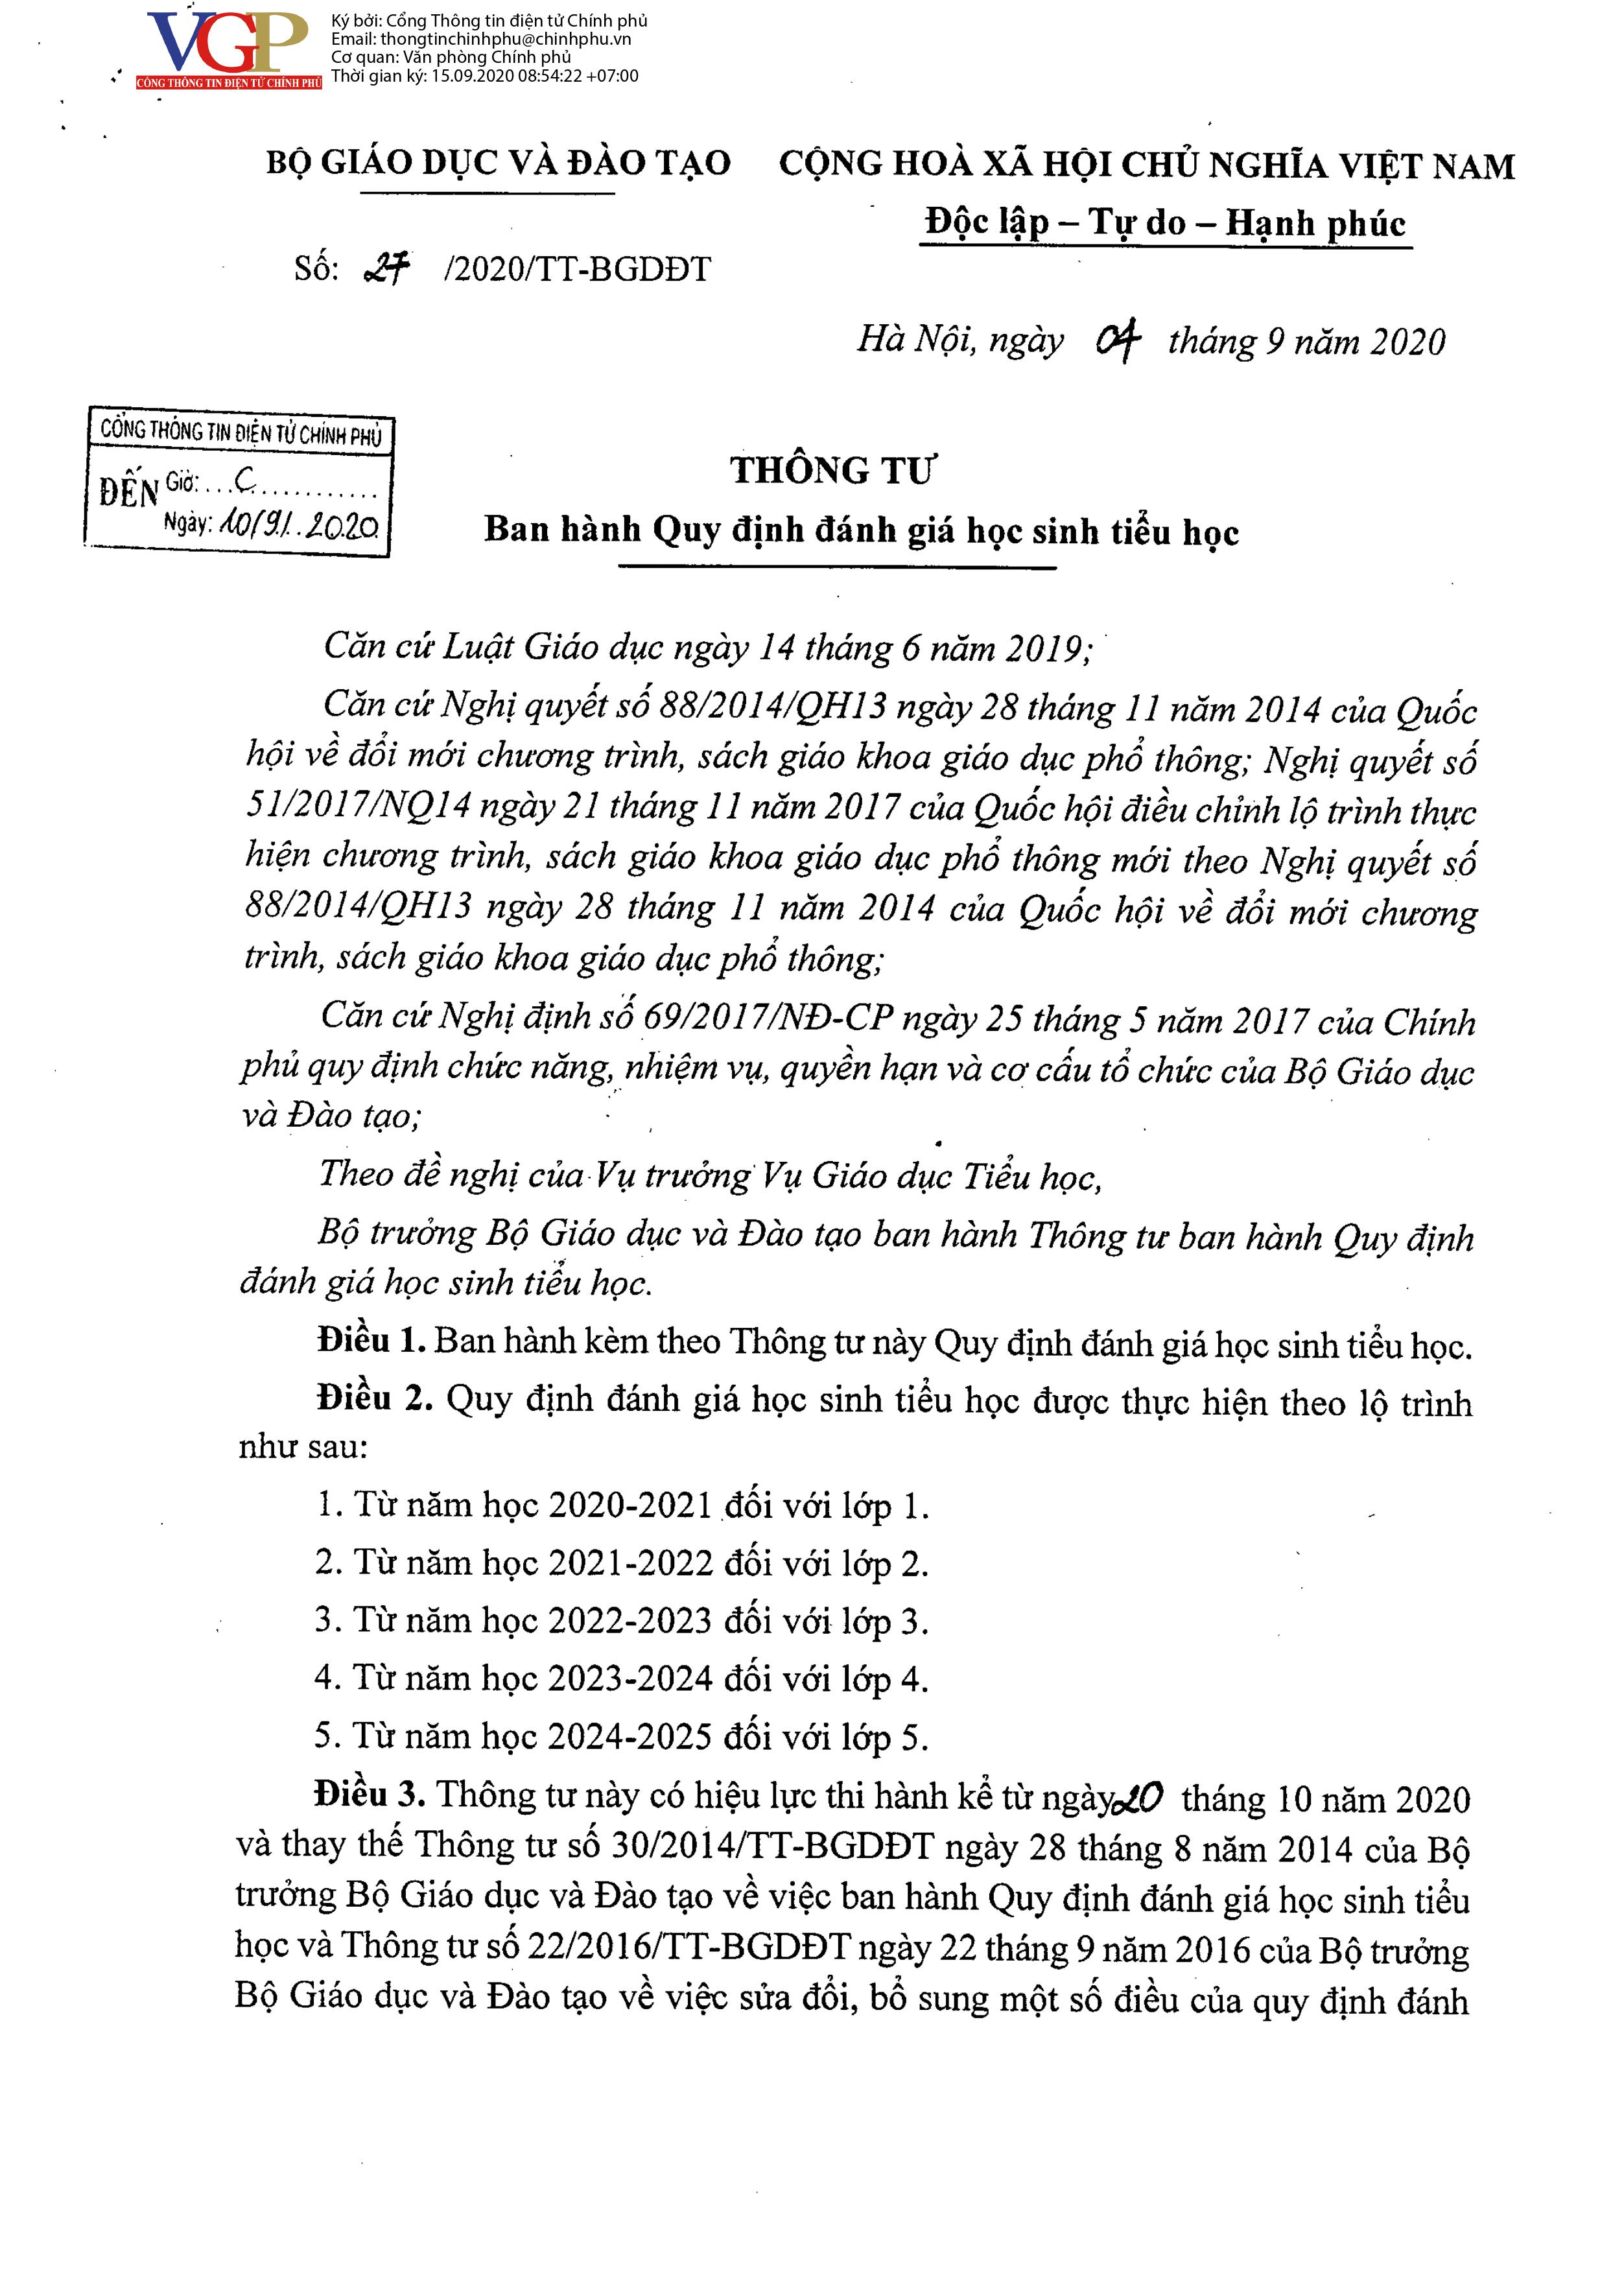 VGP
CỔNG THÔNG TIN ĐIỆN TỬ CHÍNH PHỦ
Ký bởi: Cổng Thông tin điện tử Chính phủ
Email: thongtinchinhphu@chinhphu.vn
Cơ quan: Văn phòng Chính phủ
Thời gian ký: 15.09.2020 08:54:22 +07:00
BỘ GIÁO DỤC VÀ ĐÀO TẠO
CỘNG HOÀ XÃ HỘI CHỦ NGHĨA VIỆT NAM
Độc lập – Tự do – Hạnh phúc
Số: 27 /2020/TT-BGDĐT
Hà Nội, ngày 04 tháng 9 năm 2020
CỔNG THÔNG TIN ĐIỆN TỬ CHÍNH PHỦ
ĐẾN Giờ: ...C............
Ngày: 10/9/..2020.
THÔNG TƯ
Ban hành Quy định đánh giá học sinh tiểu học
Căn cứ Luật Giáo dục ngày 14 tháng 6 năm 2019;
Căn cứ Nghị quyết số 88/2014/QH13 ngày 28 tháng 11 năm 2014 của Quốc
hội về đổi mới chương trình, sách giáo khoa giáo dục phổ thông; Nghị quyết số
51/2017/NQ14 ngày 21 tháng 11 năm 2017 của Quốc hội điều chỉnh lộ trình thực
hiện chương trình, sách giáo khoa giáo dục phổ thông mới theo Nghị quyết số
88/2014/QH13 ngày 28 tháng 11 năm 2014 của Quốc hội về đổi mới chương
trình, sách giáo khoa giáo dục phổ thông;
Căn cứ Nghị định số 69/2017/NĐ-CP ngày 25 tháng 5 năm 2017 của Chính
phủ quy định chức năng, nhiệm vụ, quyền hạn và cơ cấu tổ chức của Bộ Giáo dục
và Đào tạo;
Theo đề nghị của Vụ trưởng Vụ Giáo dục Tiểu học,
Bộ trưởng Bộ Giáo dục và Đào tạo ban hành Thông tư ban hành Quy định
đánh giá học sinh tiểu học.
Điều 1. Ban hành kèm theo Thông tư này Quy định đánh giá học sinh tiểu học.
Điều 2. Quy định đánh giá học sinh tiểu học được thực hiện theo lộ trình
như sau:
1. Từ năm học 2020-2021 đối với lớp 1.
2. Từ năm học 2021-2022 đối với lớp 2.
3. Từ năm học 2022-2023 đối với lớp 3.
4. Từ năm học 2023-2024 đối với lớp 4.
5. Từ năm học 2024-2025 đối với lớp 5.
Điều 3. Thông tư này có hiệu lực thi hành kể từ ngày 20 tháng 10 năm 2020
và thay thế Thông tư số 30/2014/TT-BGDĐT ngày 28 tháng 8 năm 2014 của Bộ
trưởng Bộ Giáo dục và Đào tạo về việc ban hành Quy định đánh giá học sinh tiểu
học và Thông tư số 22/2016/TT-BGDĐT ngày 22 tháng 9 năm 2016 của Bộ trưởng
Bộ Giáo dục và Đào tạo về việc sửa đổi, bổ sung một số điều của quy định đánh